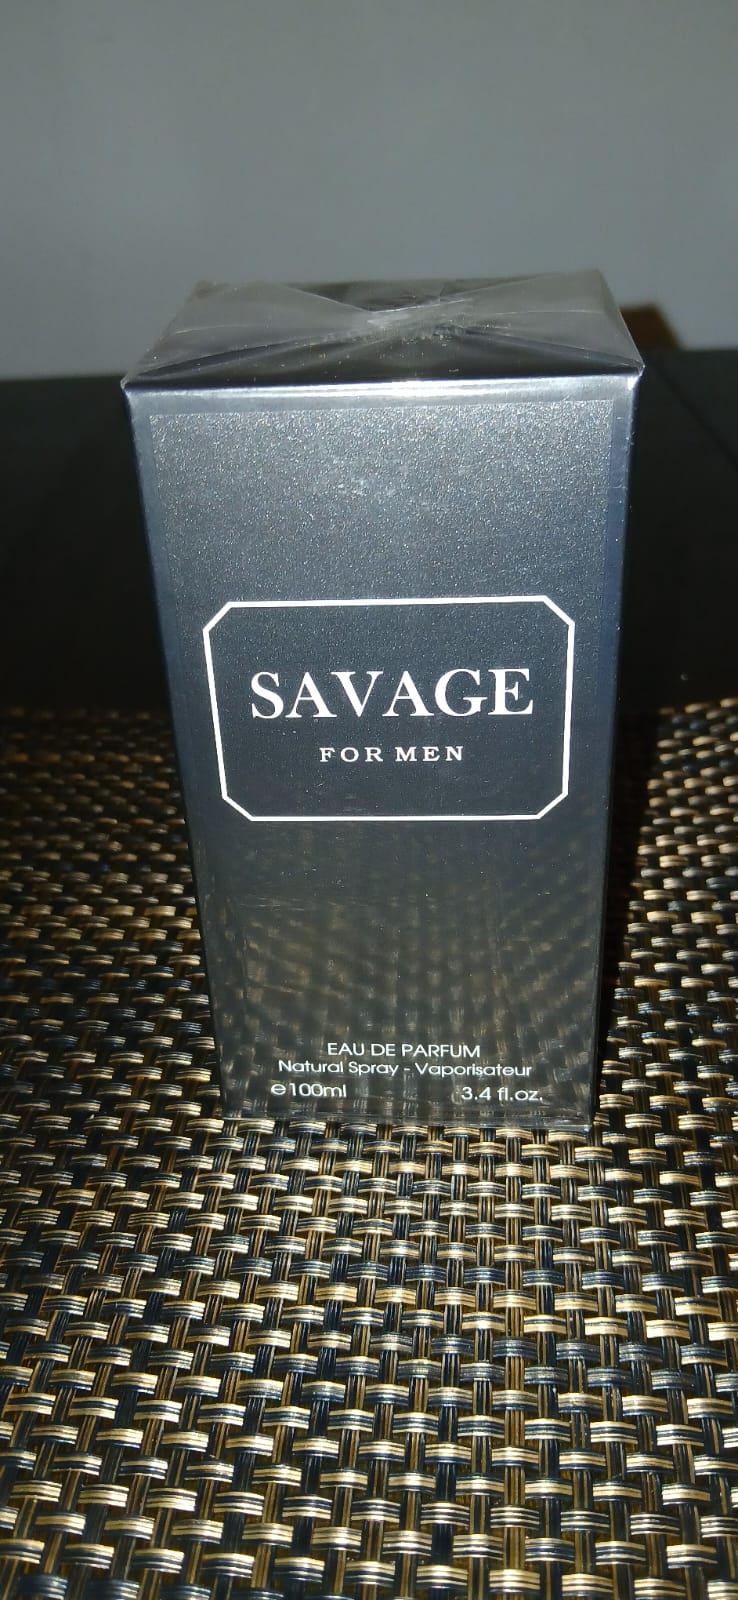 SAVAGE
FOR MEN
EAU DE PARFUM
Natural Spray - Vaporisateur
℮100ml 3.4 fl.oz.